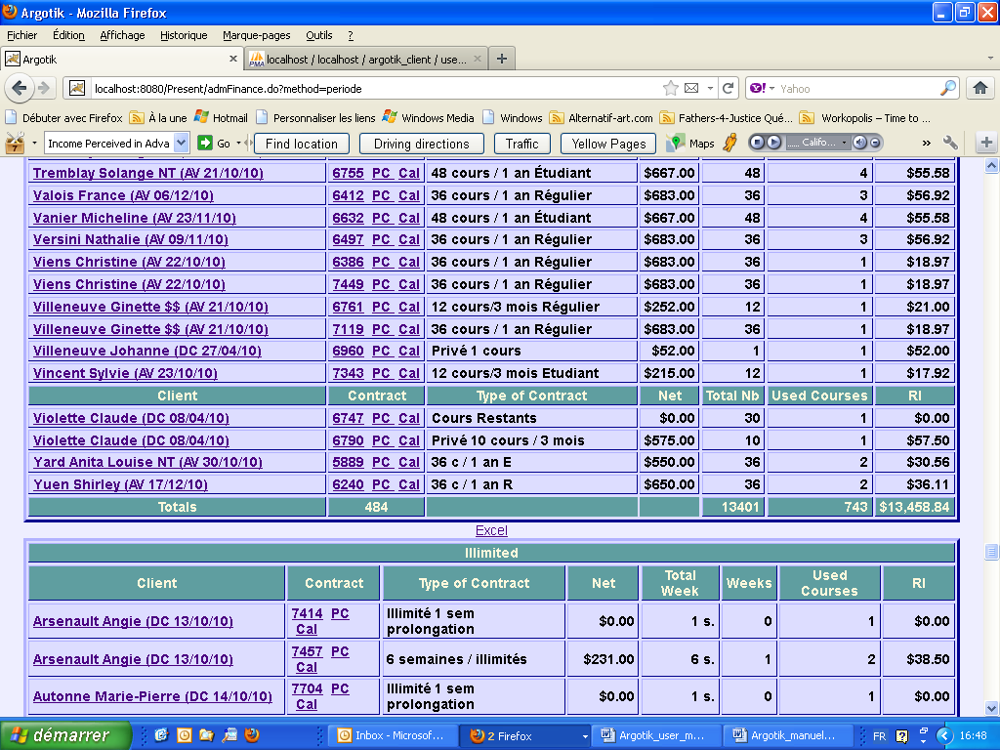 Argotik - Mozilla Firefox
Fichier Édition Affichage Historique Marque-pages Outils ?
Argotik localhost / localhost / argotik_client / use...
localhost:8080/Present/admFinance.do?method=periode Yahoo
Débuter avec Firefox À la une Hotmail Personnaliser les liens Windows Media Windows Alternatif-art.com Fathers-4-Justice Qué... Workopolis – Time to ...
Income Perceived in Adva Go Find location Driving directions Traffic Yellow Pages Maps ..... Califo... »
Tremblay Solange NT (AV 21/10/10) 6755 PC Cal 48 cours / 1 an Étudiant $667.00 48 4 $55.58
Valois France (AV 06/12/10) 6412 PC Cal 36 cours / 1 an Régulier $683.00 36 3 $56.92
Vanier Micheline (AV 23/11/10) 6632 PC Cal 48 cours / 1 an Étudiant $667.00 48 4 $55.58
Versini Nathalie (AV 09/11/10) 6497 PC Cal 36 cours / 1 an Régulier $683.00 36 3 $56.92
Viens Christine (AV 22/10/10) 6386 PC Cal 36 cours / 1 an Régulier $683.00 36 1 $18.97
Viens Christine (AV 22/10/10) 7449 PC Cal 36 cours / 1 an Régulier $683.00 36 1 $18.97
Villeneuve Ginette $$ (AV 21/10/10) 6761 PC Cal 12 cours/3 mois Régulier $252.00 12 1 $21.00
Villeneuve Ginette $$ (AV 21/10/10) 7119 PC Cal 36 cours / 1 an Régulier $683.00 36 1 $18.97
Villeneuve Johanne (DC 27/04/10) 6960 PC Cal Privé 1 cours $52.00 1 1 $52.00
Vincent Sylvie (AV 23/10/10) 7343 PC Cal 12 cours/3 mois Etudiant $215.00 12 1 $17.92
Client Contract Type of Contract Net Total Nb Used Courses RI
Violette Claude (DC 08/04/10) 6747 PC Cal Cours Restants $0.00 30 1 $0.00
Violette Claude (DC 08/04/10) 6790 PC Cal Privé 10 cours / 3 mois $575.00 10 1 $57.50
Yard Anita Louise NT (AV 30/10/10) 5889 PC Cal 36 c / 1 an E $550.00 36 2 $30.56
Yuen Shirley (AV 17/12/10) 6240 PC Cal 36 c / 1 an R $650.00 36 2 $36.11
Totals 484 13401 743 $13,458.84
Excel
Illimited
Client Contract Type of Contract Net Total Week Weeks Used Courses RI
Arsenault Angie (DC 13/10/10) 7414 PC Cal Illimité 1 sem prolongation $0.00 1 s. 0 1 $0.00
Arsenault Angie (DC 13/10/10) 7457 PC Cal 6 semaines / illimités $231.00 6 s. 1 2 $38.50
Autonne Marie-Pierre (DC 14/10/10) 7704 PC Cal Illimité 1 sem prolongation $0.00 1 s. 0 1 $0.00
démarrer Inbox - Microsof... 2 Firefox Argotik_user_m... Argotik_manuel... FR 16:48